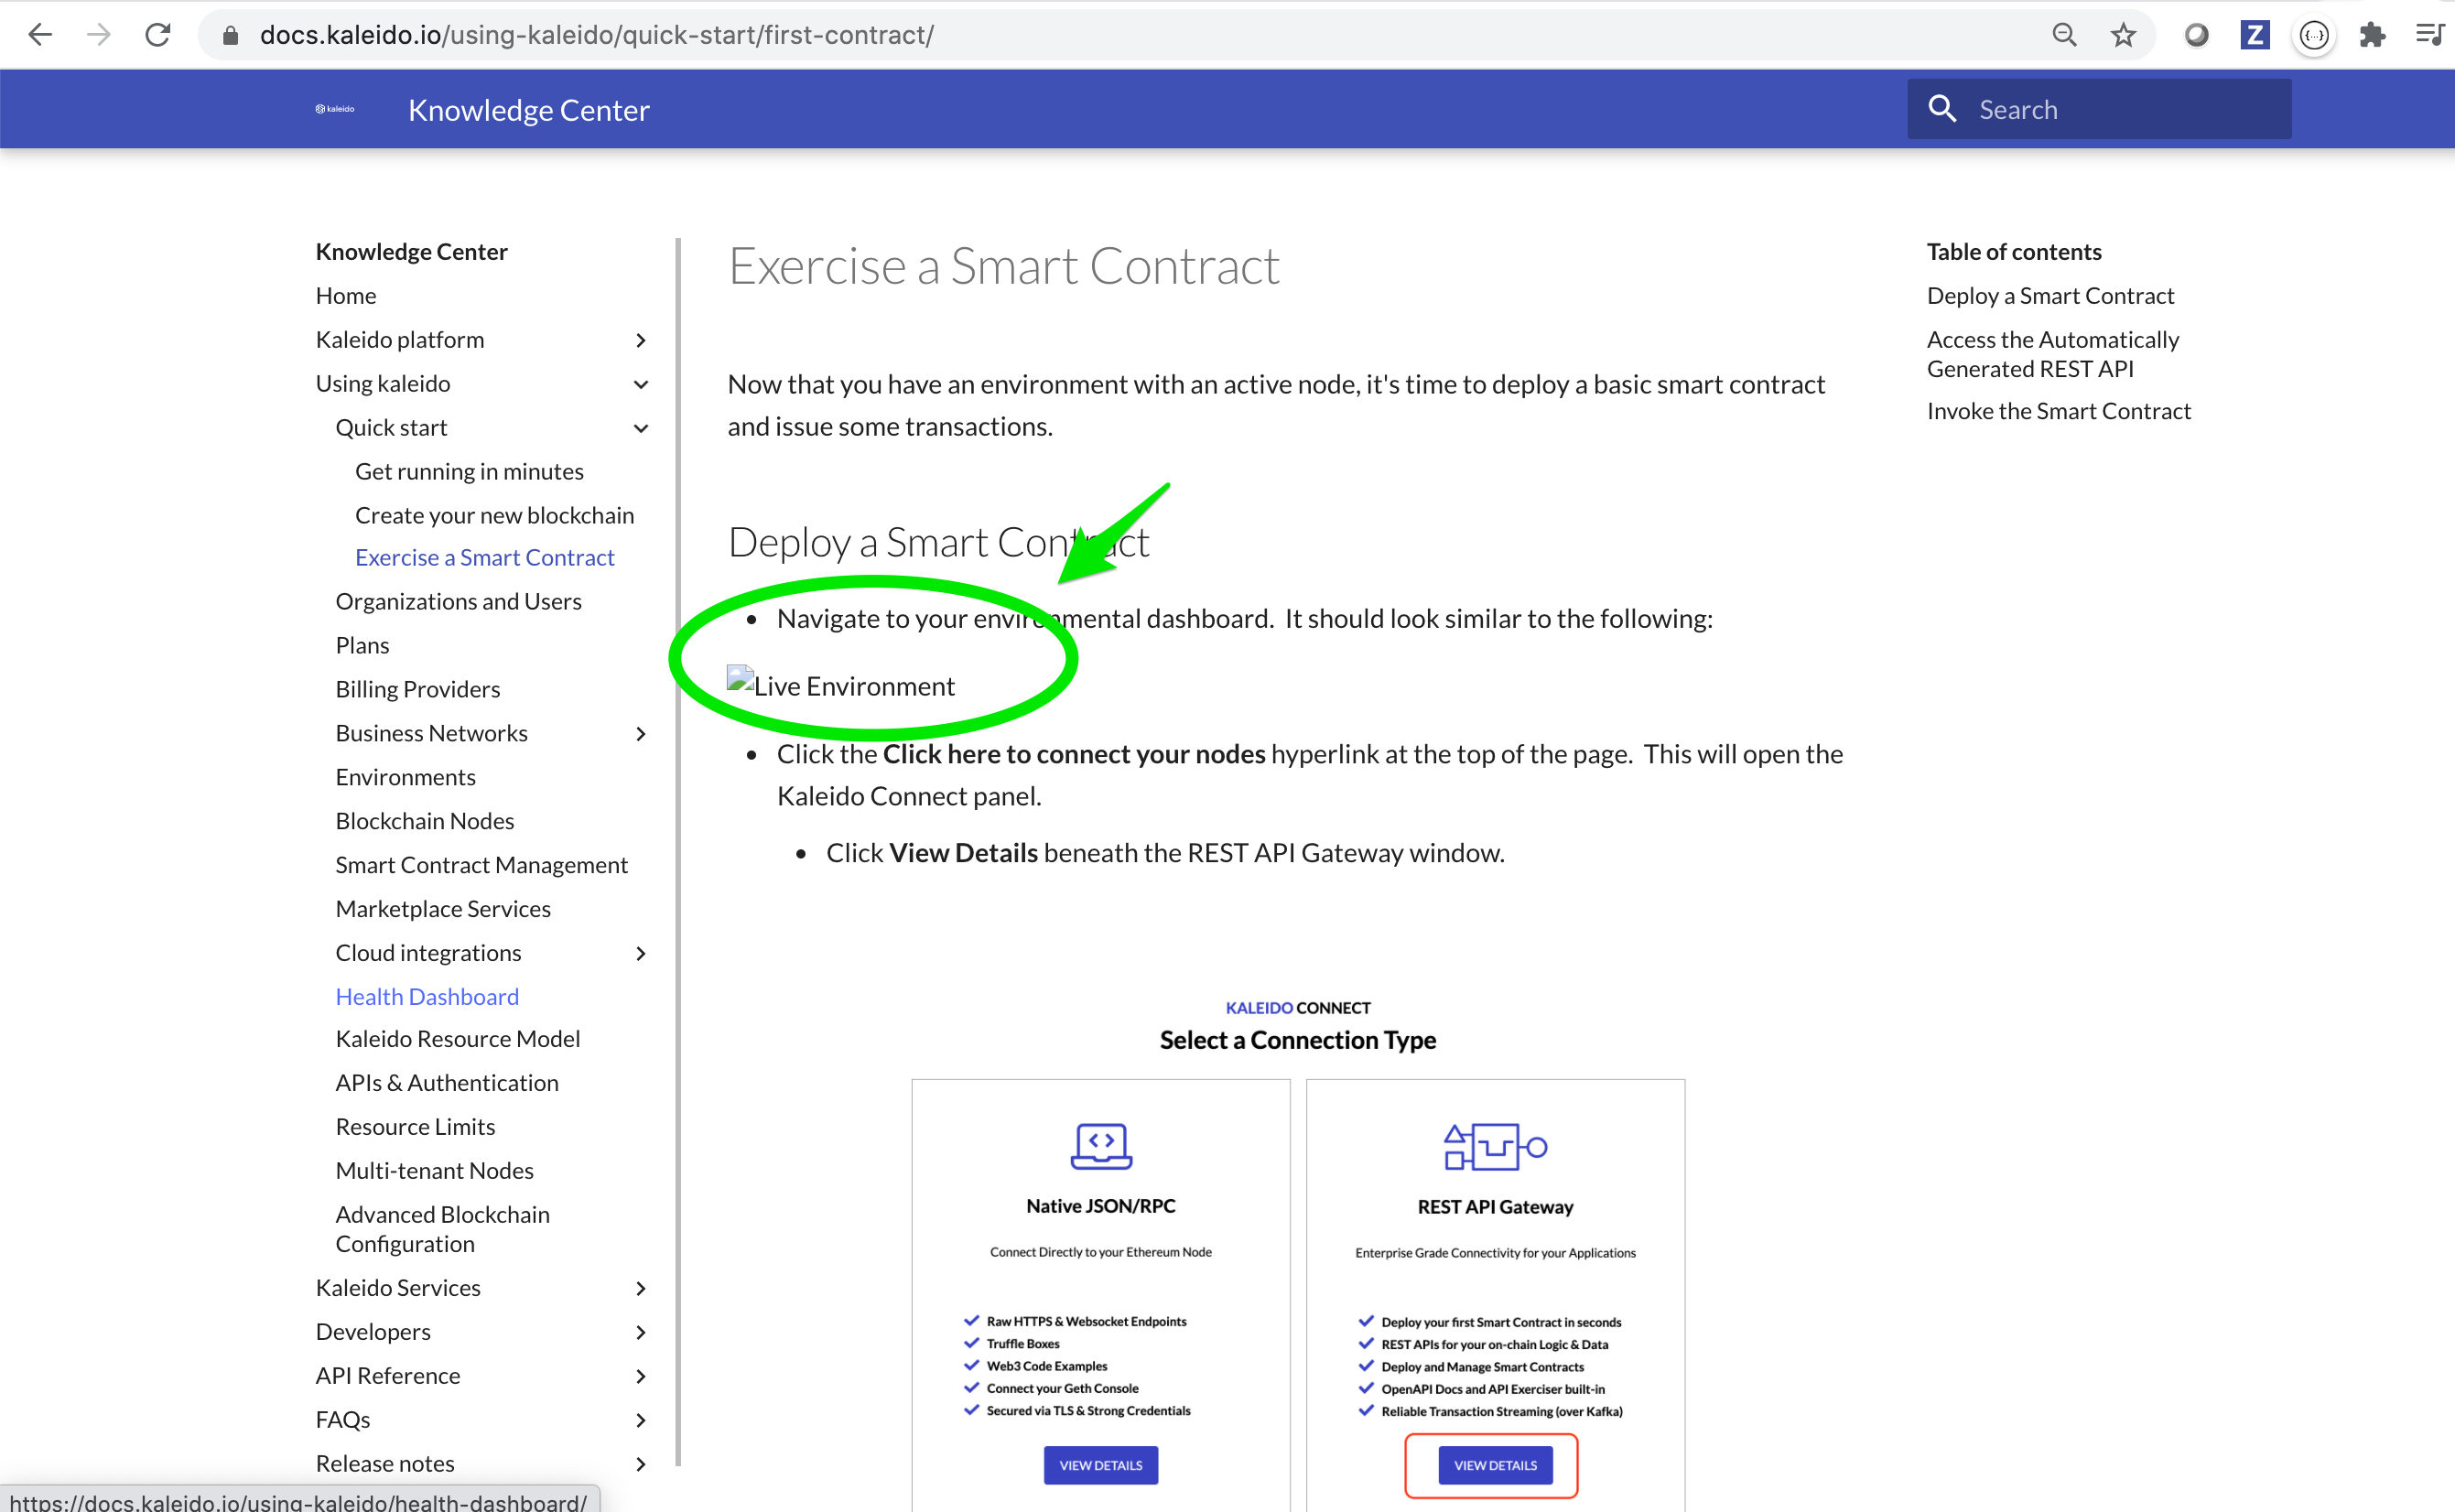 docs.kaleido.io/using-kaleido/quick-start/first-contract/
Z
{...}
kaleido
Knowledge Center
Search
Knowledge Center
Home
Kaleido platform
Using kaleido
Quick start
Get running in minutes
Create your new blockchain
Exercise a Smart Contract
Organizations and Users
Plans
Billing Providers
Business Networks
Environments
Blockchain Nodes
Smart Contract Management
Marketplace Services
Cloud integrations
Health Dashboard
Kaleido Resource Model
APIs & Authentication
Resource Limits
Multi-tenant Nodes
Advanced Blockchain
Configuration
Kaleido Services
Developers
API Reference
FAQs
Release notes
https://docs.kaleido.io/using-kaleido/health-dashboard/
Exercise a Smart Contract
Now that you have an environment with an active node, it's time to deploy a basic smart contract
and issue some transactions.
Deploy a Smart Contract
• Navigate to your environmental dashboard. It should look similar to the following:
Live Environment
• Click the Click here to connect your nodes hyperlink at the top of the page. This will open the
Kaleido Connect panel.
• Click View Details beneath the REST API Gateway window.
KALEIDO CONNECT
Select a Connection Type
Native JSON/RPC
Connect Directly to your Ethereum Node
Raw HTTPS & Websocket Endpoints
Truffle Boxes
Web3 Code Examples
Connect your Geth Console
Secured via TLS & Strong Credentials
VIEW DETAILS
REST API Gateway
Enterprise Grade Connectivity for your Applications
Deploy your first Smart Contract in seconds
REST APIs for your on-chain Logic & Data
Deploy and Manage Smart Contracts
OpenAPI Docs and API Exerciser built-in
Reliable Transaction Streaming (over Kafka)
VIEW DETAILS
Table of contents
Deploy a Smart Contract
Access the Automatically
Generated REST API
Invoke the Smart Contract